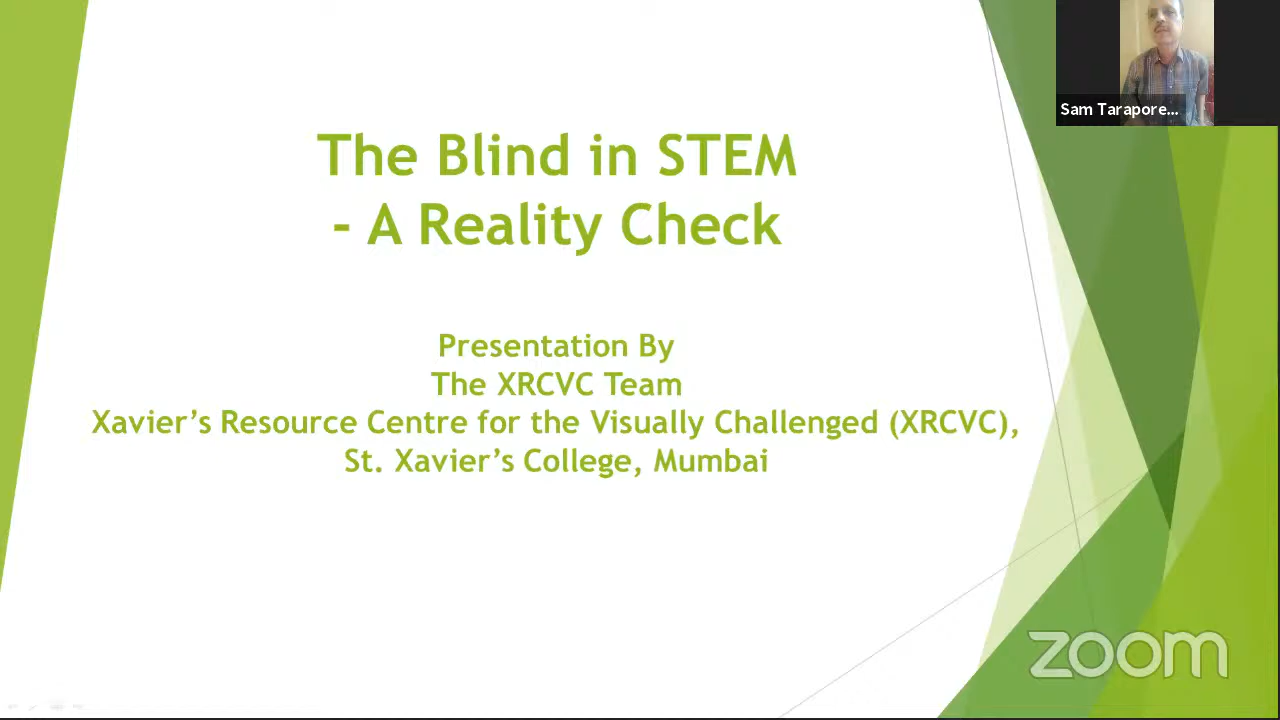 The Blind in STEM
- A Reality Check
Presentation By
The XRCVC Team
Xavier’s Resource Centre for the Visually Challenged (XRCVC),
St. Xavier’s College, Mumbai
Sam Tarapore...
zoom